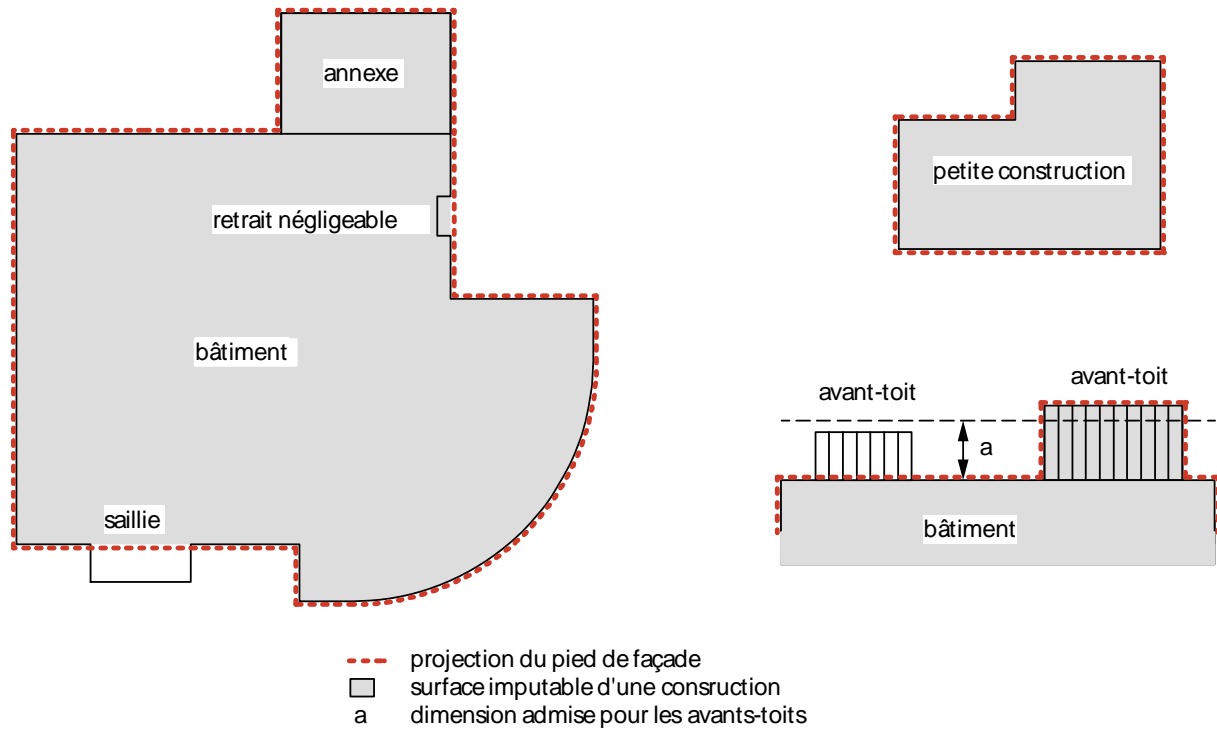 annexe
petite construction
retrait négligeable
bâtiment
avant-toit
avant-toit
a
saillie
bâtiment
projection du pied de façade
surface imputable d'une consruction
a dimension admise pour les avants-toits